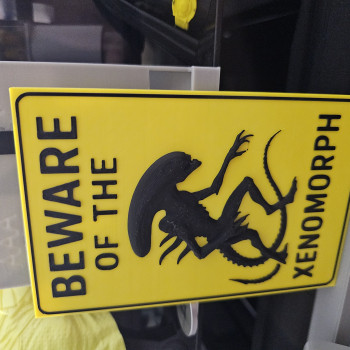 BEWARE
OF THE
XENOMORPH